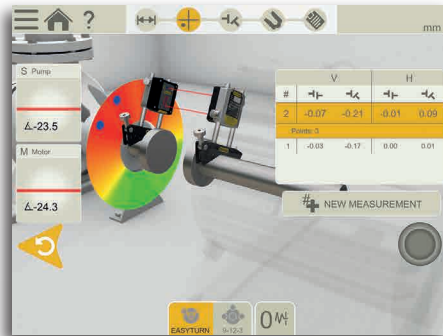 ?
mm
S Pump
∡-23.5
M Motor
∡-24.3
V H
#
2 -0.07 -0.21 -0.01 0.09
Points: 3
1 -0.03 -0.17 0.00 0.01
# NEW MEASUREMENT
EASYTURN 9-12-3
0